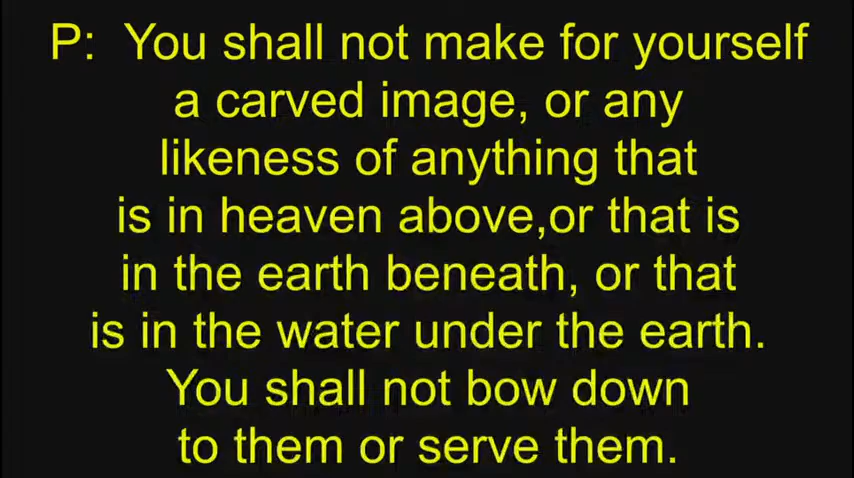 P:  You shall not make for yourself
a carved image, or any
likeness of anything that
is in heaven above,or that is
in the earth beneath, or that
is in the water under the earth.
You shall not bow down
to them or serve them.